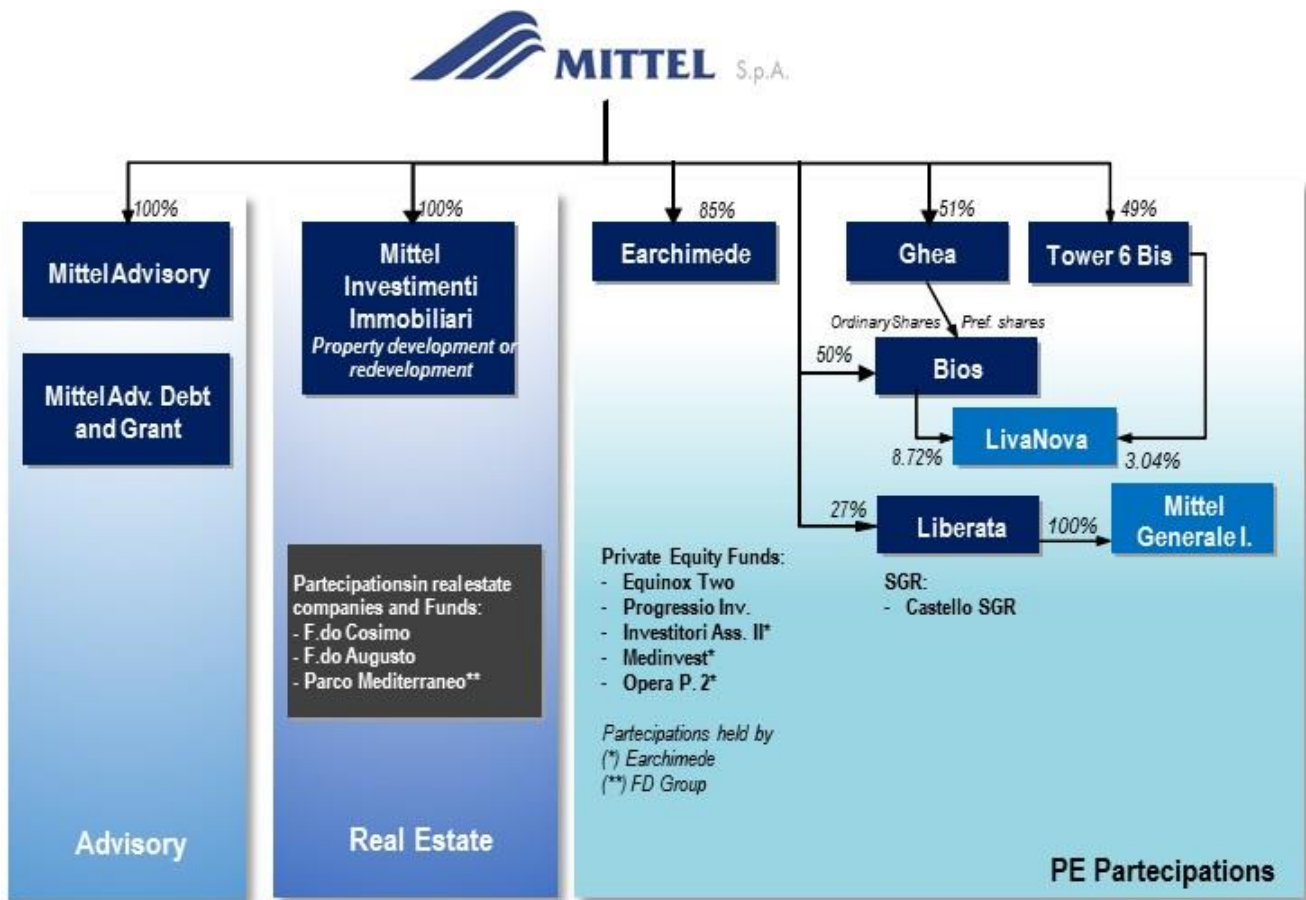 MITTEL S.p.A.
100%
Mittel Advisory
Mittel Adv. Debt
and Grant
Advisory
100%
Mittel
Investimenti
Immobiliari
Property development or
redevelopment
Partecipationsin real estate
companies and Funds:
- F.do Cosimo
- F.do Augusto
- Parco Mediterraneo**
Real Estate
85%
Earchimede
51%
Ghea
49%
Tower 6 Bis
Ordinary Shares
Pref. shares
50%
Bios
LivaNova
8.72%
3.04%
27%
Liberata
100%
Mittel
Generale I.
Private Equity Funds:
- Equinox Two
- Progressio Inv.
- Investitori Ass. II*
- Medinvest*
- Opera P. 2*
SGR:
- Castello SGR
Partecipations held by
(*) Earchimede
(**) FD Group
PE Partecipations